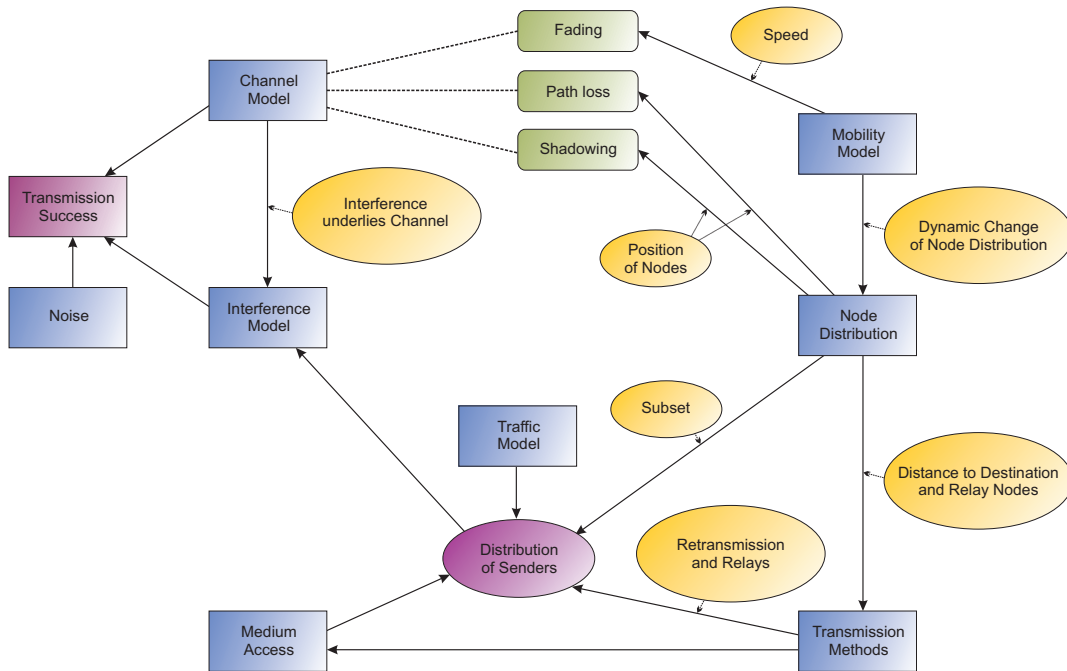 Fading
Speed
Channel
Model
Path loss
Shadowing
Mobility
Model
Transmission
Success
Interference
underlies Channel
Position
of Nodes
Dynamic Change
of Node Distribution
Noise
Interference
Model
Node
Distribution
Subset
Traffic
Model
Distance to Destination
and Relay Nodes
Distribution
of Senders
Retransmission
and Relays
Medium
Access
Transmission
Methods